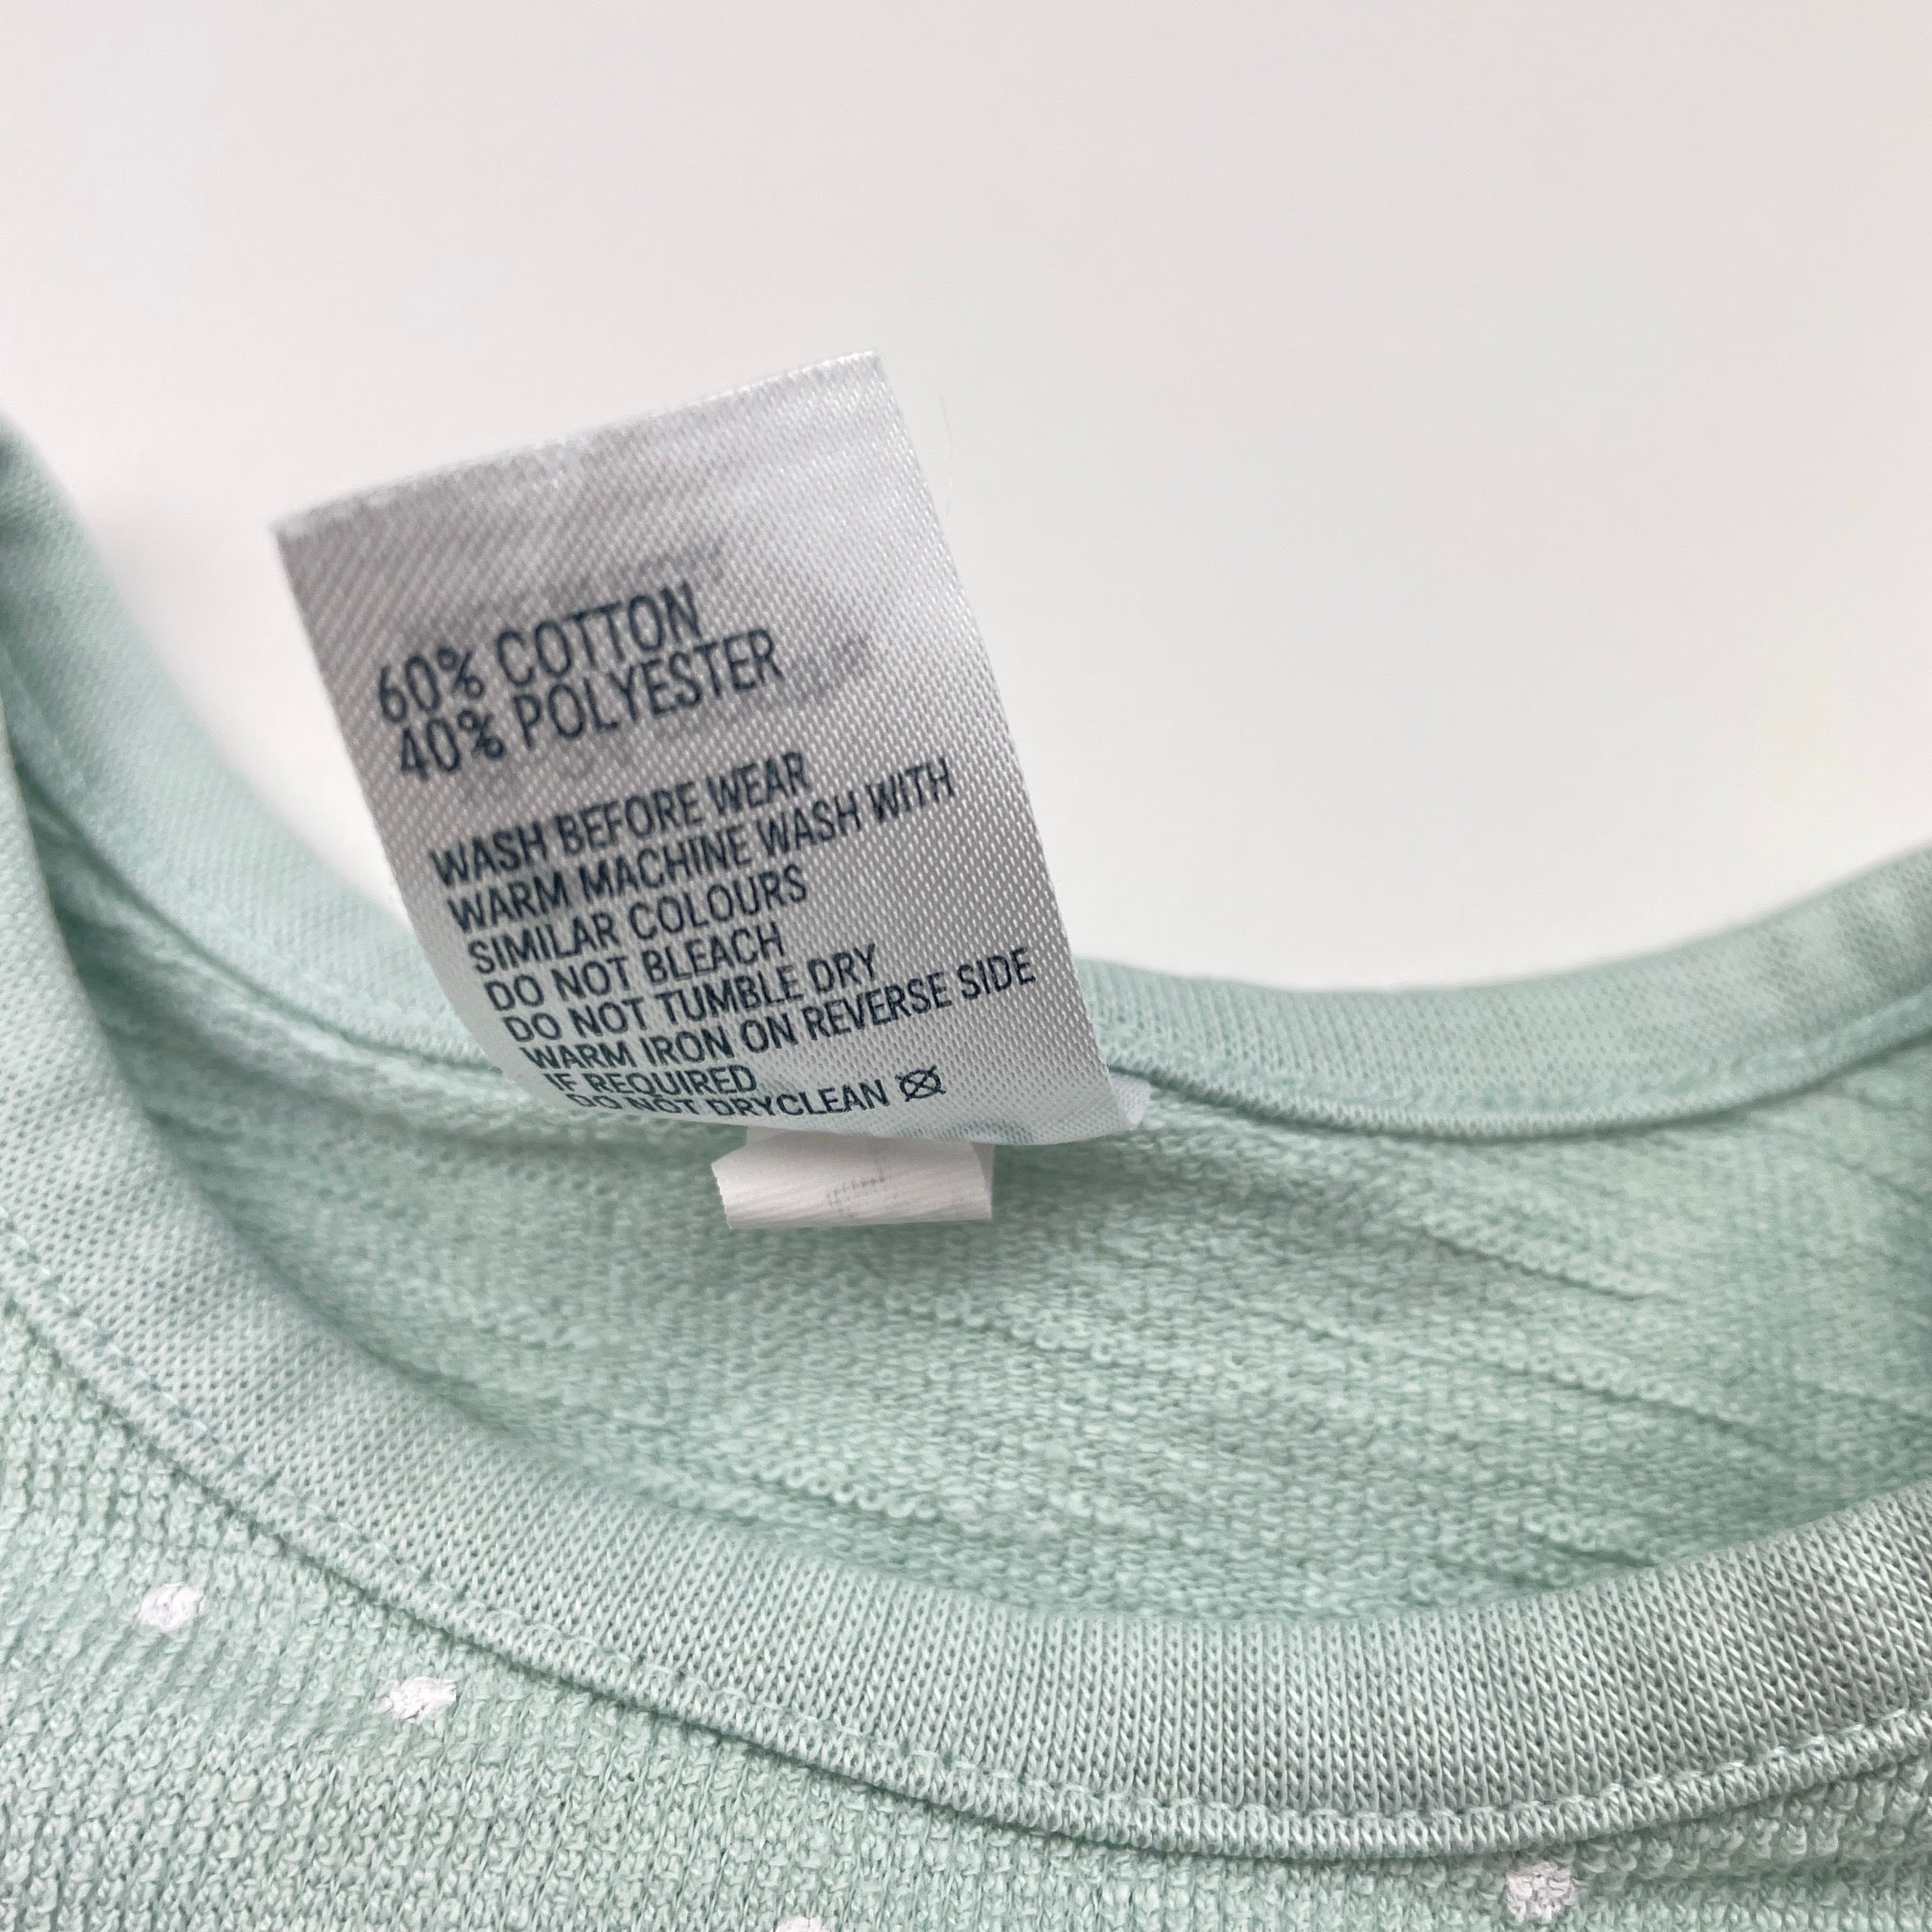 60% COTTON
40% POLYESTER
WASH BEFORE WEAR
WARM MACHINE WASH WITH
SIMILAR COLOURS
DO NOT BLEACH
DO NOT TUMBLE DRY
WARM IRON ON REVERSE SIDE
IF REQUIRED
DO NOT DRYCLEAN